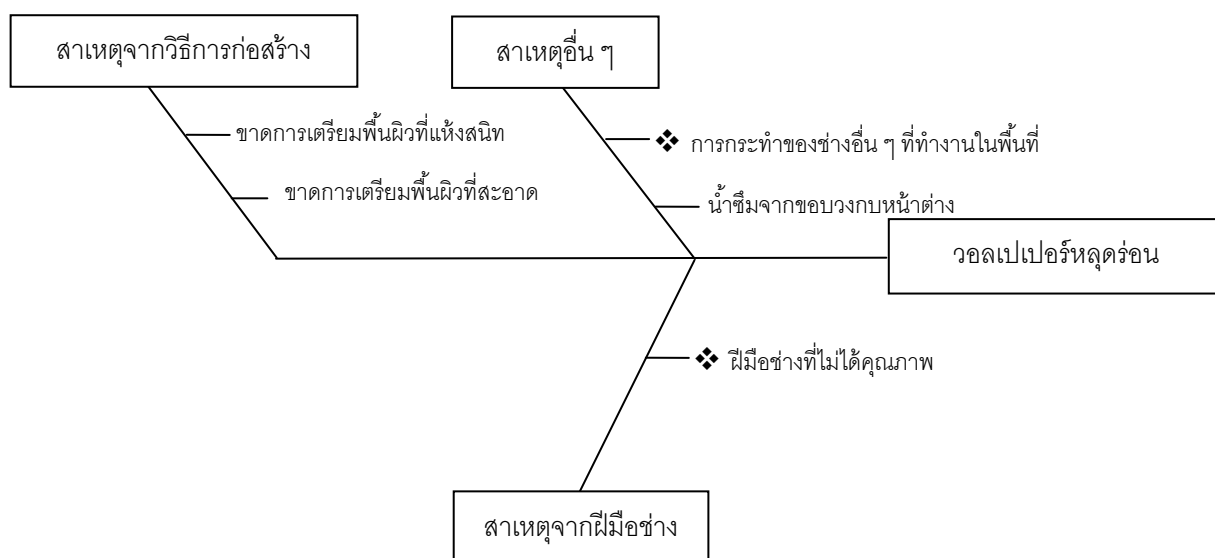 สาเหตุจากวิธีการก่อสร้าง
สาเหตุอื่น ๆ
ขาดการเตรียมพื้นผิวที่แห้งสนิท
❖ การกระทำของช่างอื่น ๆ ที่ทำงานในพื้นที่
ขาดการเตรียมพื้นผิวที่สะอาด
น้ำซึมจากขอบวงกบหน้าต่าง
วอลเปเปอร์หลุดร่อน
❖ ฝีมือช่างที่ไม่ได้คุณภาพ
สาเหตุจากฝีมือช่าง